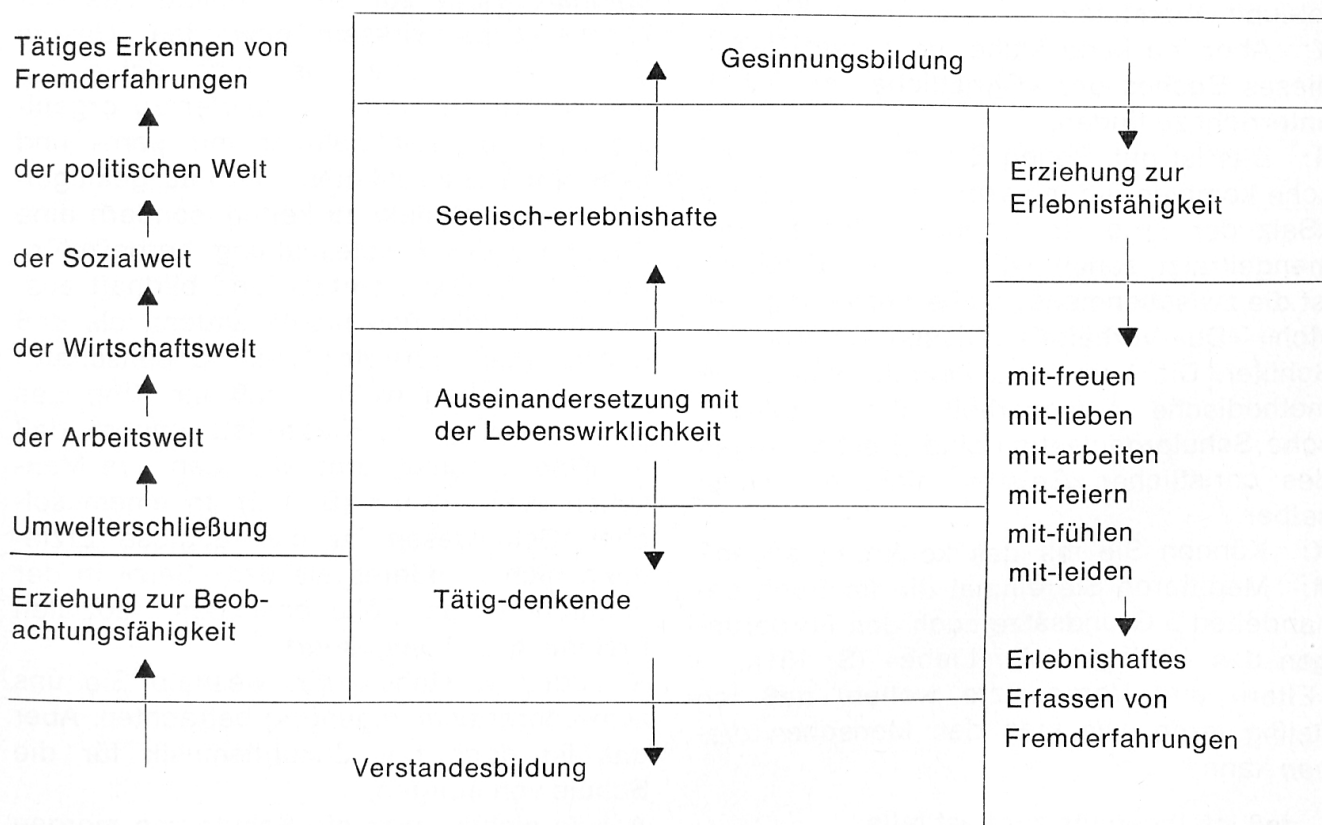 Tätiges Erkennen von
Fremderfahrungen
der politischen Welt
der Sozialwelt
der Wirtschaftswelt
der Arbeitswelt
Umwelterschließung
Erziehung zur Beob-
achtungsfähigkeit
Gesinnungsbildung
Seelisch-erlebnishafte
Auseinandersetzung mit
der Lebenswirklichkeit
Tätig-denkende
Verstandesbildung
Erziehung zur
Erlebnisfähigkeit
mit-freuen
mit-lieben
mit-arbeiten
mit-feiern
mit-fühlen
mit-leiden
Erlebnishaftes
Erfassen von
Fremderfahrungen